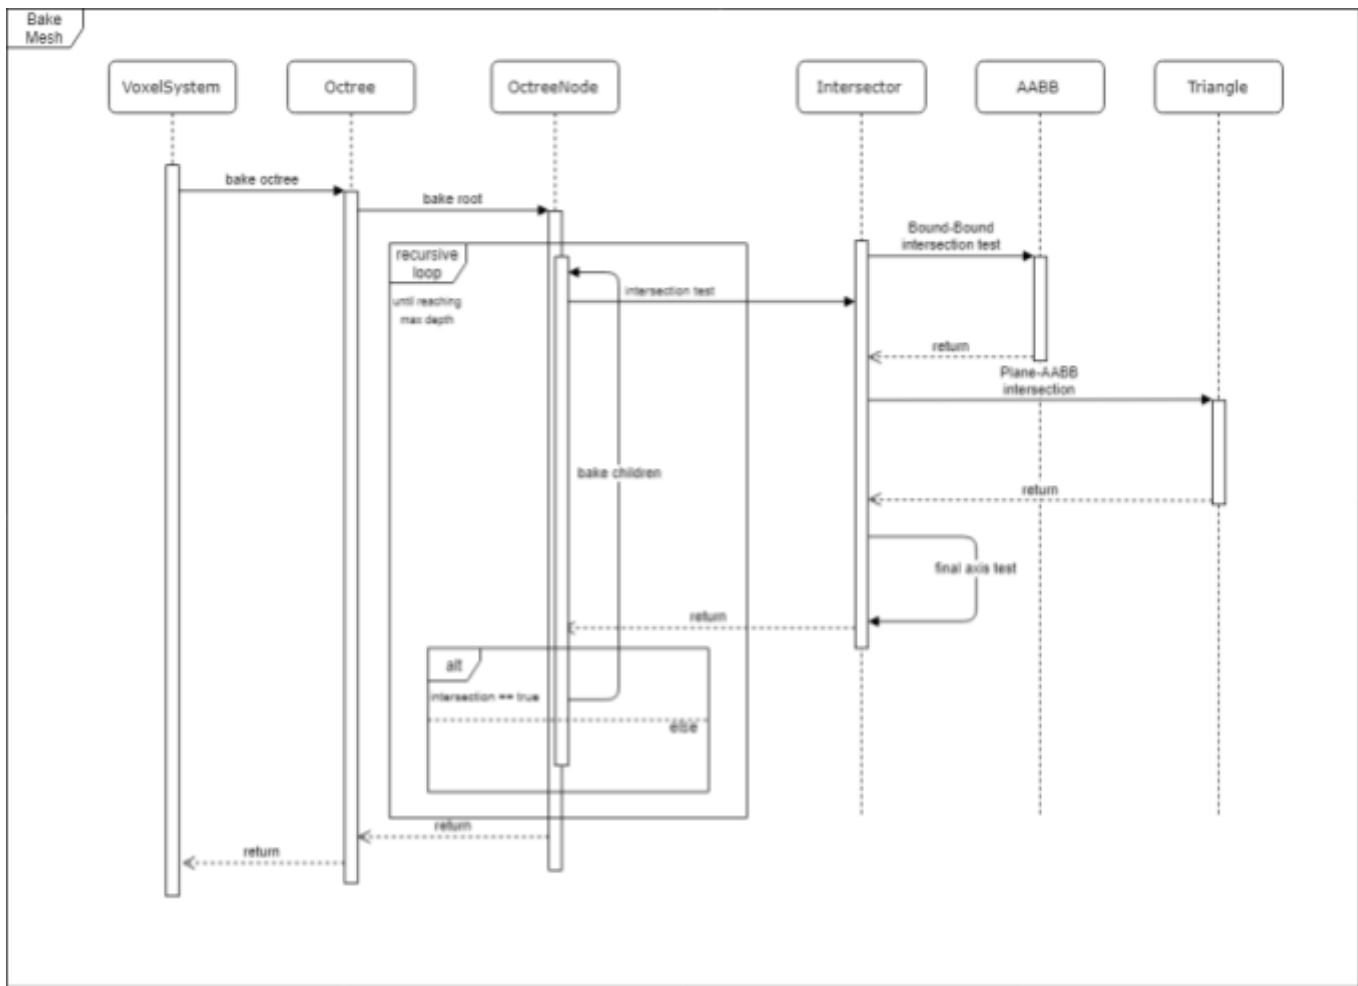 Bake
Mesh
VoxelSystem
Octree
OctreeNode
Intersector
AABB
Triangle
bake octree
bake root
Bound-Bound
intersection test
recursive
loop
until reaching
max depth
intersection test
return
Plane-AABB
intersection
bake children
return
final axis test
return
alt
intersection == true
else
return
return